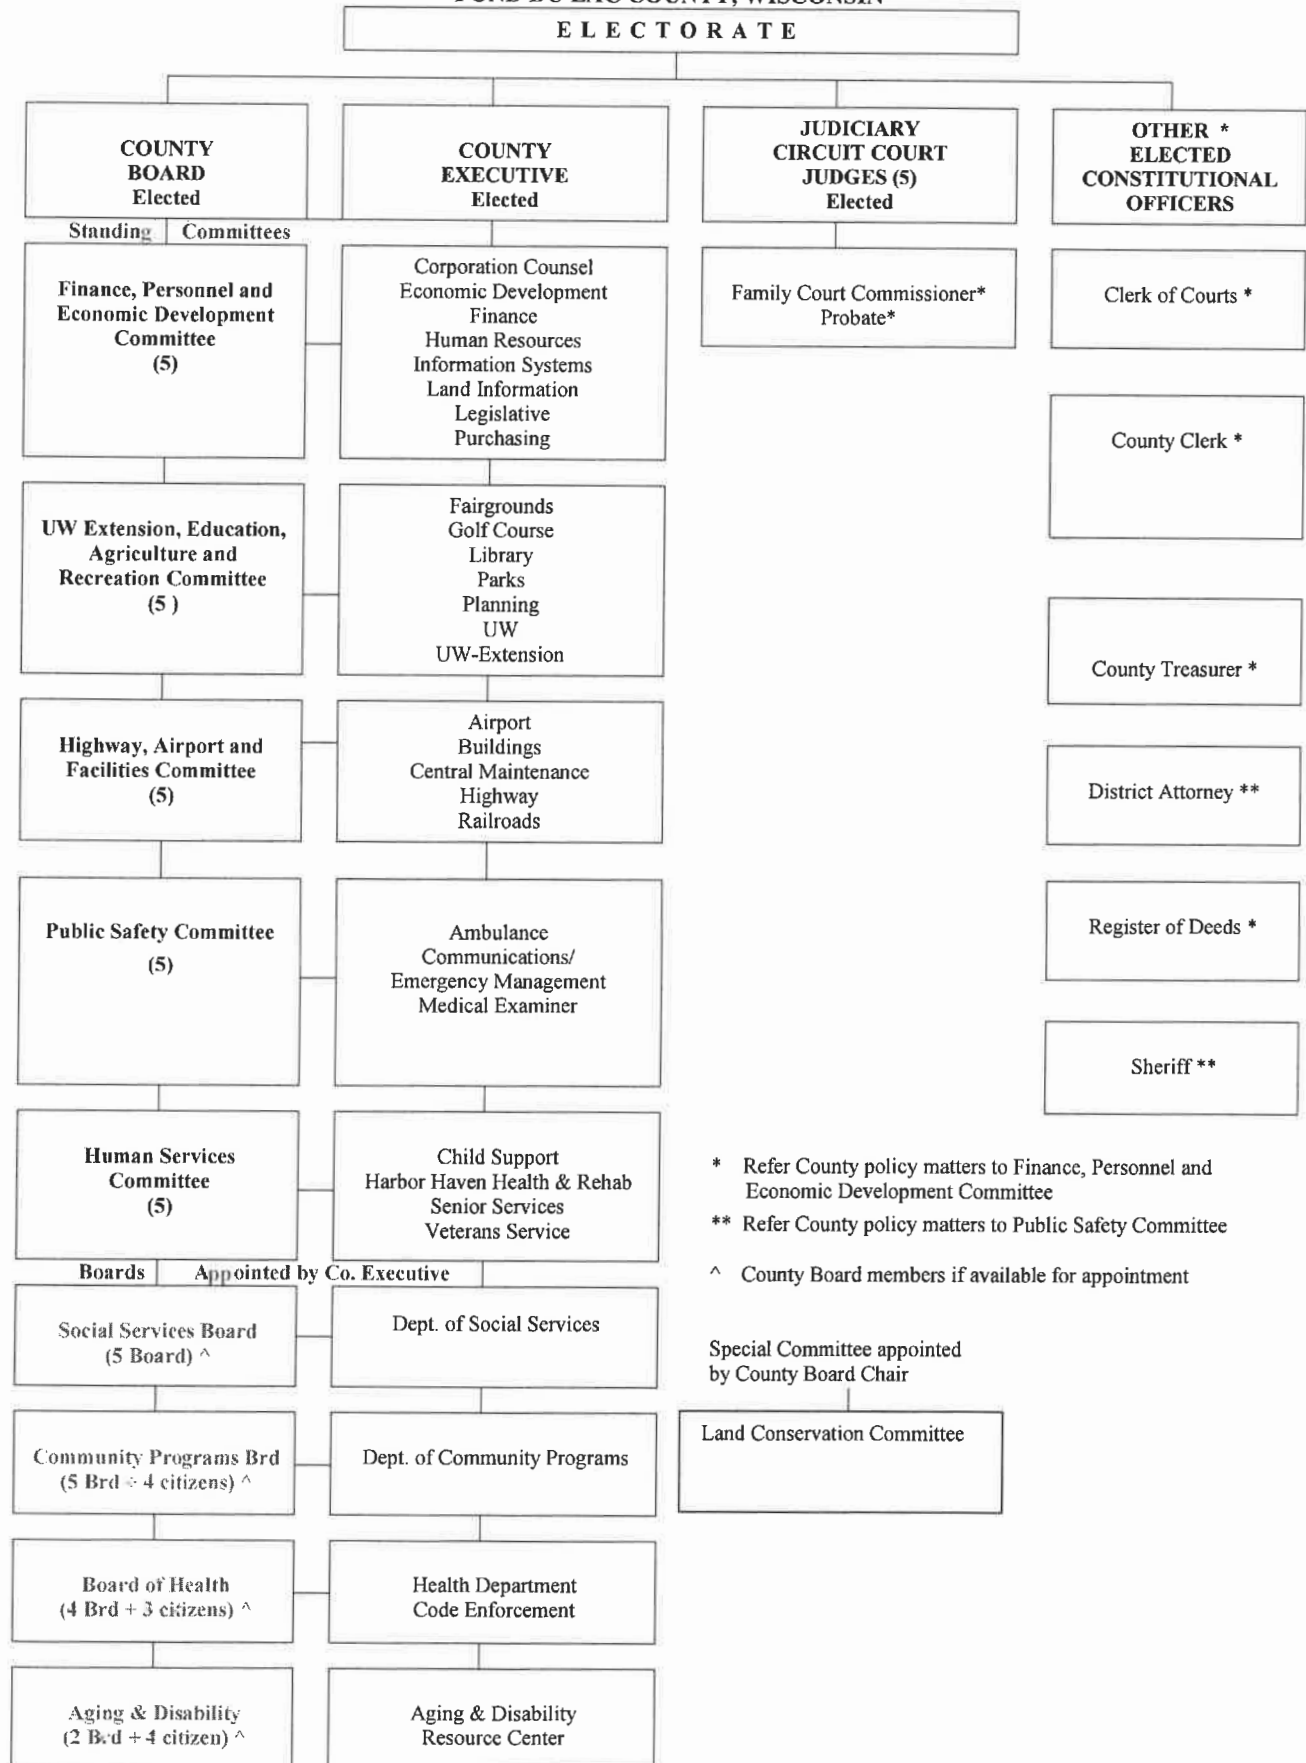 FOND DU LAC COUNTY, WISCONSIN
E L E C T O R A T E
COUNTY
BOARD
Elected
COUNTY
EXECUTIVE
Elected
JUDICIARY
CIRCUIT COURT
JUDGES (5)
Elected
OTHER *
ELECTED
CONSTITUTIONAL
OFFICERS
Standing Committees
Finance, Personnel and
Economic Development
Committee
(5)
Corporation Counsel
Economic Development
Finance
Human Resources
Information Systems
Land Information
Legislative
Purchasing
Family Court Commissioner*
Probate*
Clerk of Courts *
County Clerk *
UW Extension, Education,
Agriculture and
Recreation Committee
(5 )
Fairgrounds
Golf Course
Library
Parks
Planning
UW
UW-Extension
County Treasurer *
Highway, Airport and
Facilities Committee
(5)
Airport
Buildings
Central Maintenance
Highway
Railroads
District Attorney **
Public Safety Committee
(5)
Ambulance
Communications/
Emergency Management
Medical Examiner
Register of Deeds *
Sheriff **
Human Services
Committee
(5)
Child Support
Harbor Haven Health & Rehab
Senior Services
Veterans Service
* Refer County policy matters to Finance, Personnel and
Economic Development Committee
** Refer County policy matters to Public Safety Committee
^ County Board members if available for appointment
Boards Appointed by Co. Executive
Social Services Board
(5 Board) ^
Dept. of Social Services
Special Committee appointed
by County Board Chair
Land Conservation Committee
Community Programs Brd
(5 Brd + 4 citizens) ^
Dept. of Community Programs
Board of Health
(4 Brd + 3 citizens) ^
Health Department
Code Enforcement
Aging & Disability
(2 Brd + 4 citizen) ^
Aging & Disability
Resource Center